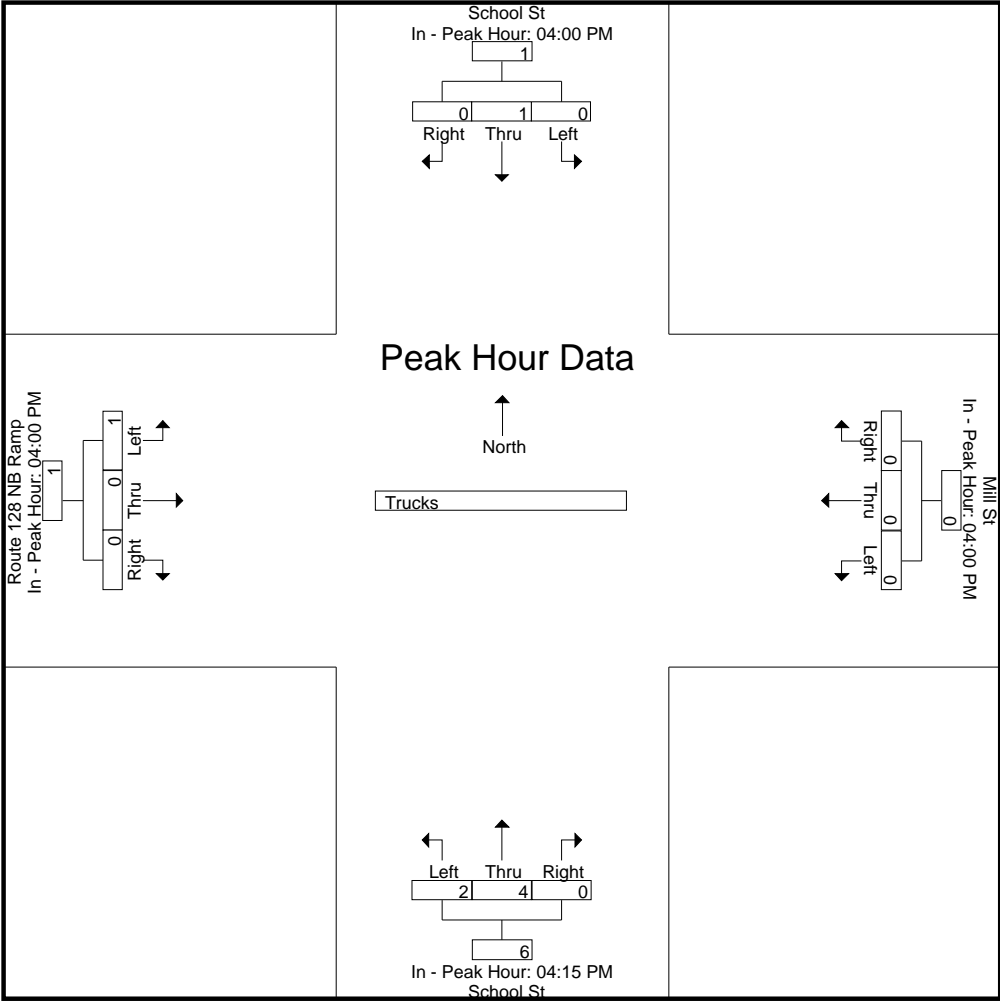 School St
In - Peak Hour: 04:00 PM
1
0 1 0
Right Thru Left
Peak Hour Data
North
Trucks
Route 128 NB Ramp
In - Peak Hour: 04:00 PM
1
1 0 0
Left Thru Right
Mill St
In - Peak Hour: 04:00 PM
0
0 0 0
Right Thru Left
Left Thru Right
2 4 0
6
In - Peak Hour: 04:15 PM
School St